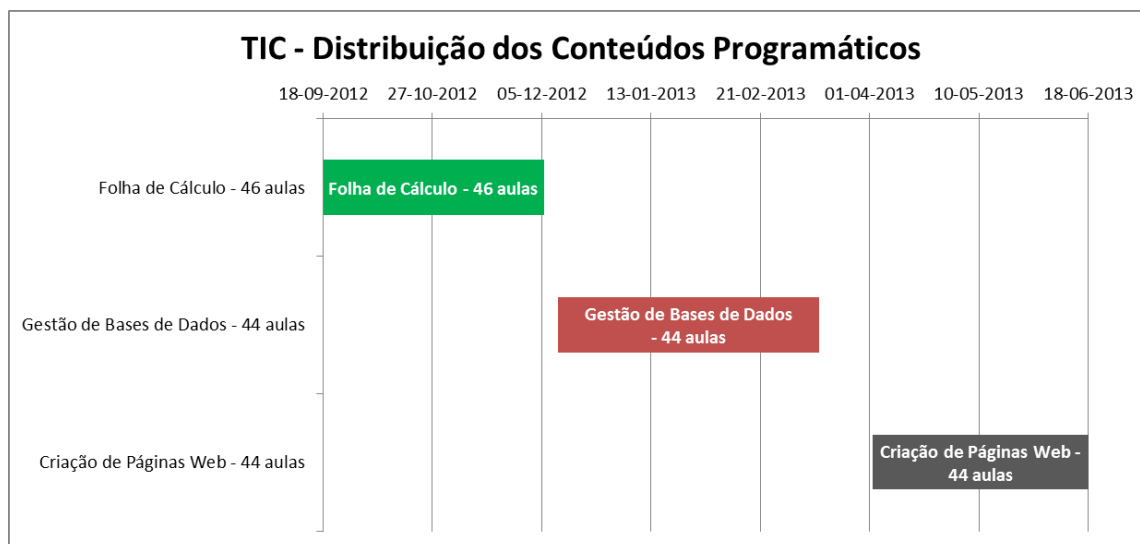 TIC - Distribuição dos Conteúdos Programáticos
18-09-2012 27-10-2012 05-12-2012 13-01-2013 21-02-2013 01-04-2013 10-05-2013 18-06-2013
Folha de Cálculo - 46 aulas
Folha de Cálculo - 46 aulas
Gestão de Bases de Dados - 44 aulas
Gestão de Bases de Dados
- 44 aulas
Criação de Páginas Web - 44 aulas
Criação de Páginas Web -
44 aulas